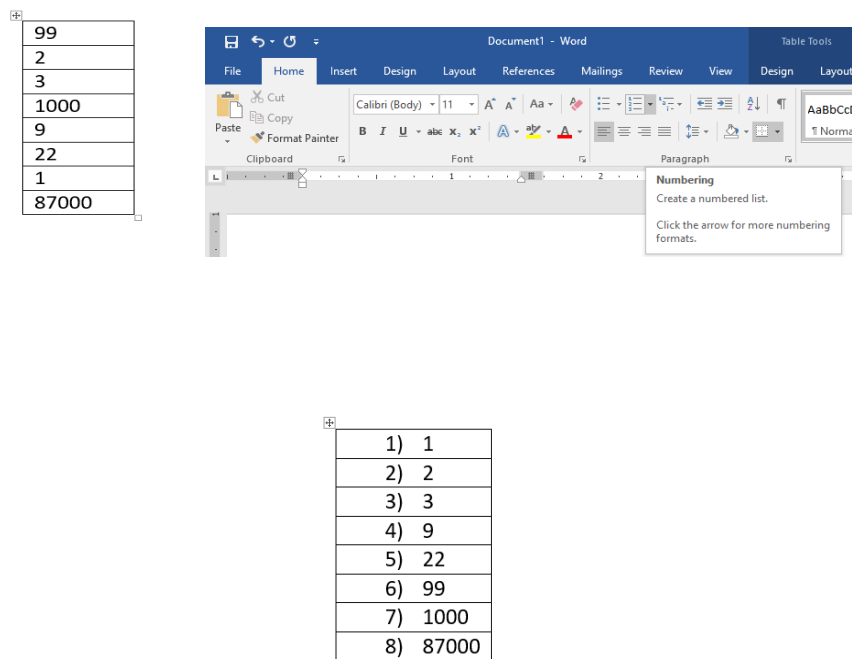 99
2
3
1000
9
22
1
87000
Document1 - Word
Table Tools
File Home Insert Design Layout References Mailings Review View Design Layout
Cut
Copy
Format Painter
Paste
Calibri (Body) 11 A A Aa
B I U abc X₂ X² A aby A
AaBbCcD
¶ Norma
Clipboard Font Paragraph
1 2
Numbering
Create a numbered list.
Click the arrow for more numbering
formats.
1) 1
2) 2
3) 3
4) 9
5) 22
6) 99
7) 1000
8) 87000